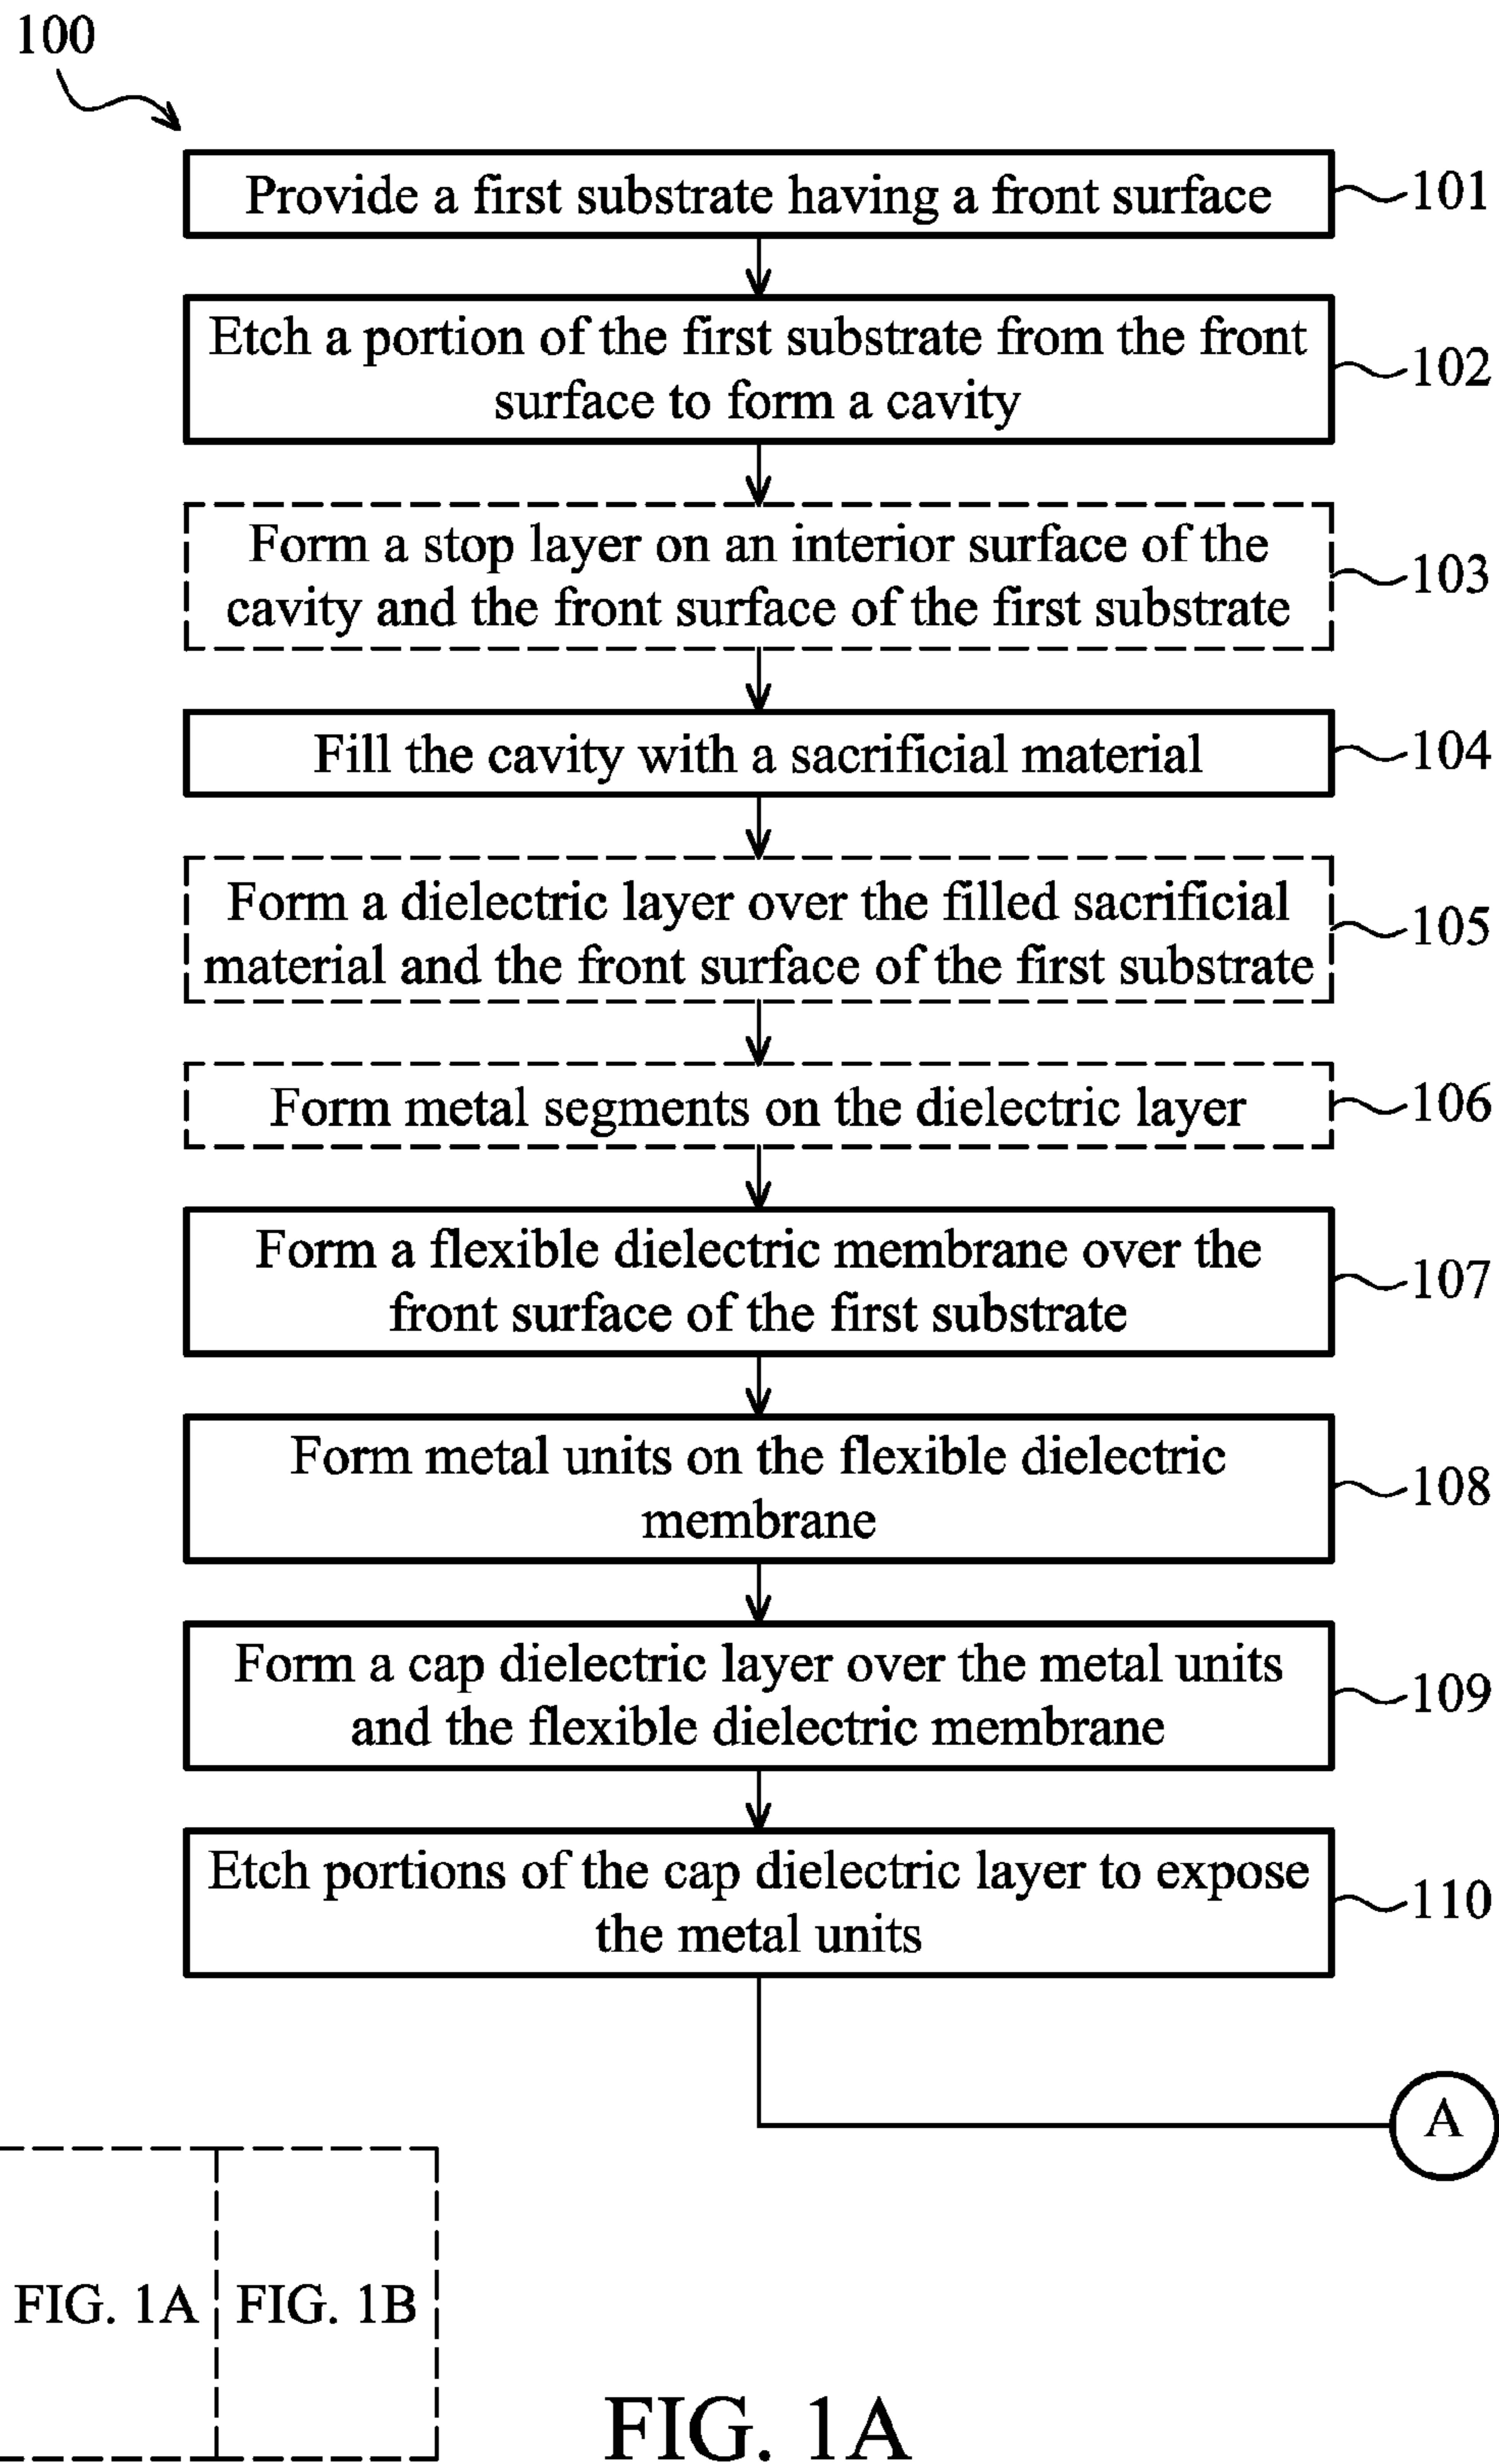 100
Provide a first substrate having a front surface
101
Etch a portion of the first substrate from the front
surface to form a cavity
102
Form a stop layer on an interior surface of the
cavity and the front surface of the first substrate
103
Fill the cavity with a sacrificial material
104
Form a dielectric layer over the filled sacrificial
material and the front surface of the first substrate
105
Form metal segments on the dielectric layer
106
Form a flexible dielectric membrane over the
front surface of the first substrate
107
Form metal units on the flexible dielectric
membrane
108
Form a cap dielectric layer over the metal units
and the flexible dielectric membrane
109
Etch portions of the cap dielectric layer to expose
the metal units
110
A
FIG. 1A
FIG. 1B
FIG. 1A